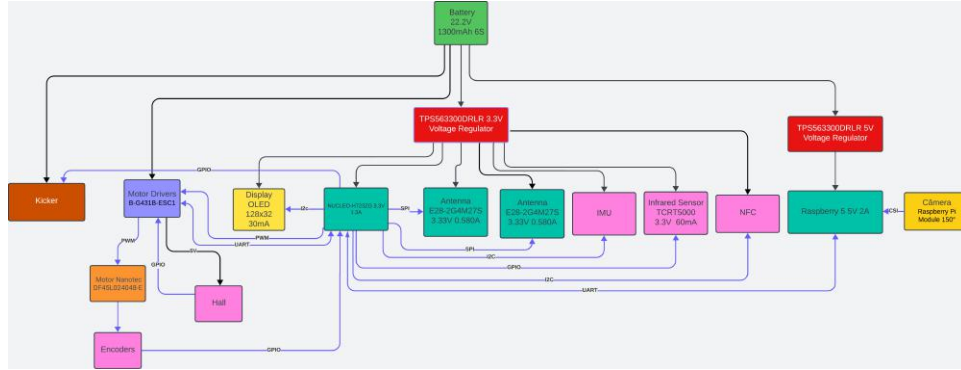 Battery
22.2V
1300mAh 6S
TPS563300DRLR 3.3V
Voltage Regulator
TPS563300DRLR 5V
Voltage Regulator
GPIO
Kicker
Motor Drivers
B-G431B-ESC1
Display
OLED
128x32
30mA
I2c
SPI
Antenna
E28-2G4M27S
3.33V 0.580A
Antenna
E28-2G4M27S
3.33V 0.580A
IMU
Infrared Sensor
TCRT5000
3.3V 60mA
NFC
Raspberry 5 5V 2A
CSI
Câmera
Raspberry Pi
Module 150°
PWM
PWM
UART
SPI
I2C
GPIO
I2C
UART
GPIO
Motor Nanotec
Hall
Encoders
GPIO